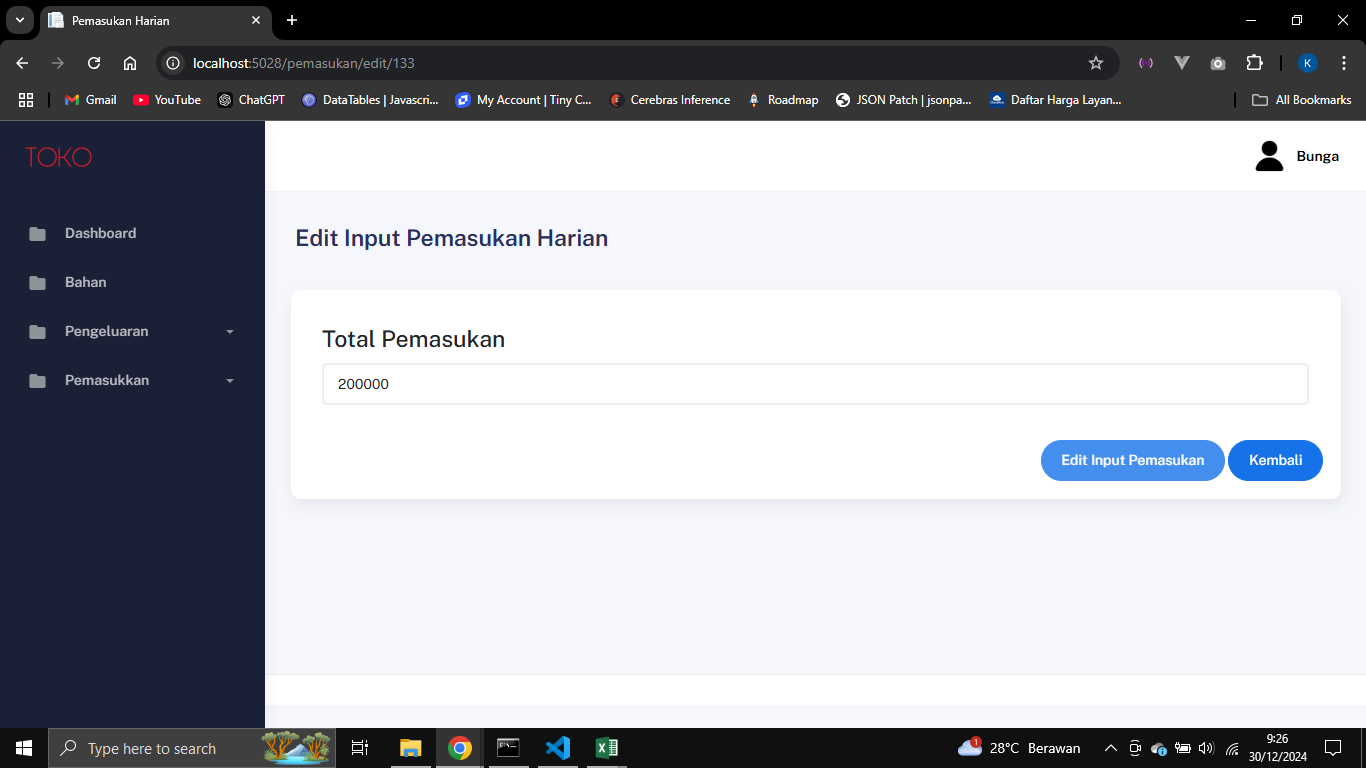 Pemasukan Harian
localhost:5028/pemasukan/edit/133
K
Gmail
YouTube
ChatGPT
DataTables | Javascri...
My Account | Tiny C...
Cerebras Inference
Roadmap
JSON Patch | jsonpa...
Daftar Harga Layan...
All Bookmarks
TOKO
Bunga
Dashboard
Bahan
Pengeluaran
Pemasukkan
Edit Input Pemasukan Harian
Total Pemasukan
200000
Edit Input Pemasukan
Kembali
Type here to search
1
28°C Berawan
9:26
30/12/2024